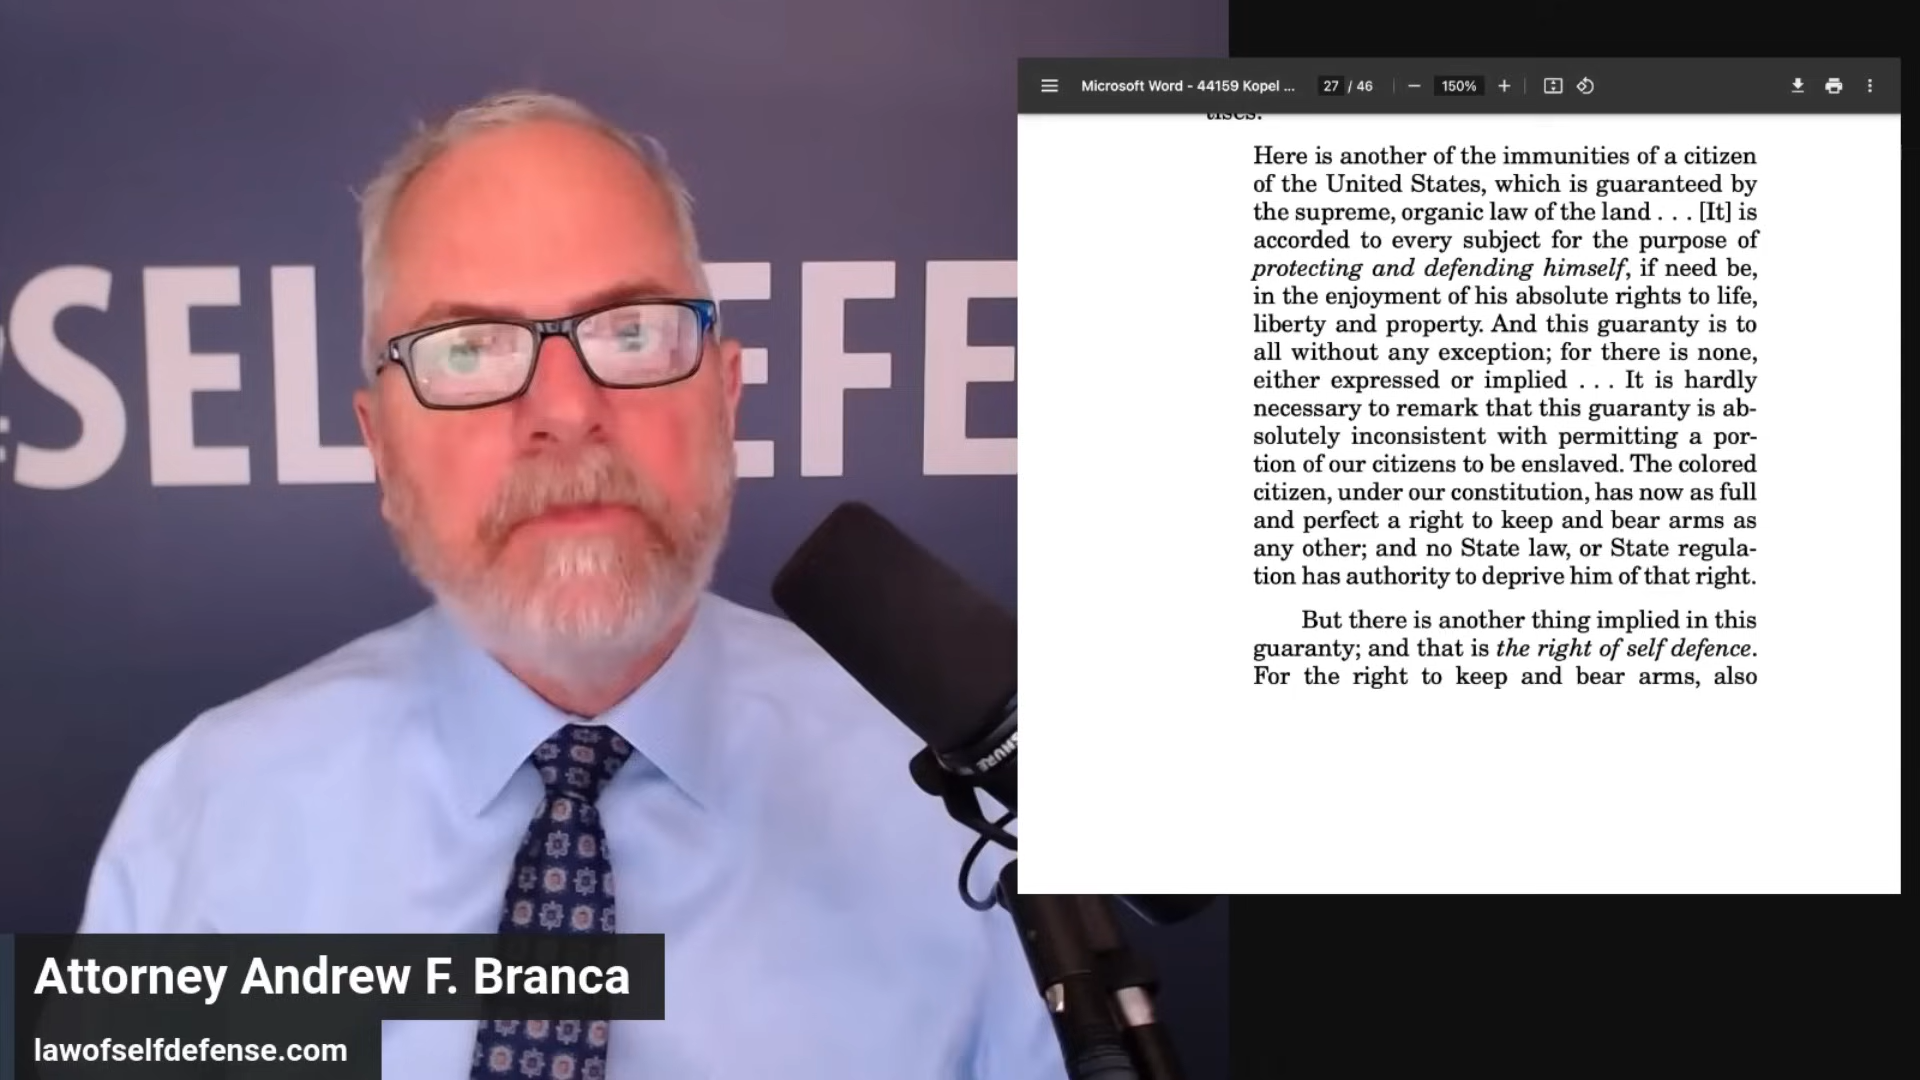 #SELF DEFE
Microsoft Word - 44159 Kopel ... 27 / 46 150%
tises.
Here is another of the immunities of a citizen
of the United States, which is guaranteed by
the supreme, organic law of the land . . . [It] is
accorded to every subject for the purpose of
protecting and defending himself, if need be,
in the enjoyment of his absolute rights to life,
liberty and property. And this guaranty is to
all without any exception; for there is none,
either expressed or implied . . . It is hardly
necessary to remark that this guaranty is ab-
solutely inconsistent with permitting a por-
tion of our citizens to be enslaved. The colored
citizen, under our constitution, has now as full
and perfect a right to keep and bear arms as
any other; and no State law, or State regula-
tion has authority to deprive him of that right.
But there is another thing implied in this
guaranty; and that is the right of self defence.
For the right to keep and bear arms, also
SHURE
Attorney Andrew F. Branca
lawofselfdefense.com